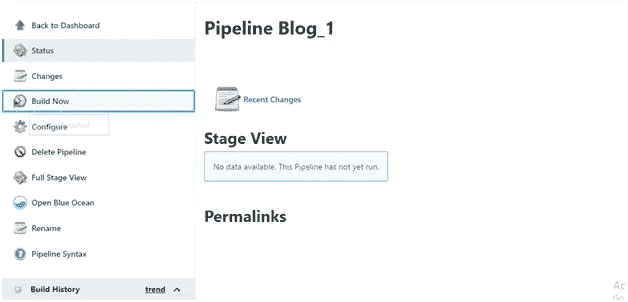 Back to Dashboard
Status
Changes
Build Now
Configure
Delete Pipeline
Full Stage View
Open Blue Ocean
Rename
Pipeline Syntax
Build History trend
Pipeline Blog_1
Recent Changes
Stage View
No data available. This Pipeline has not yet run.
Permalinks
Ac